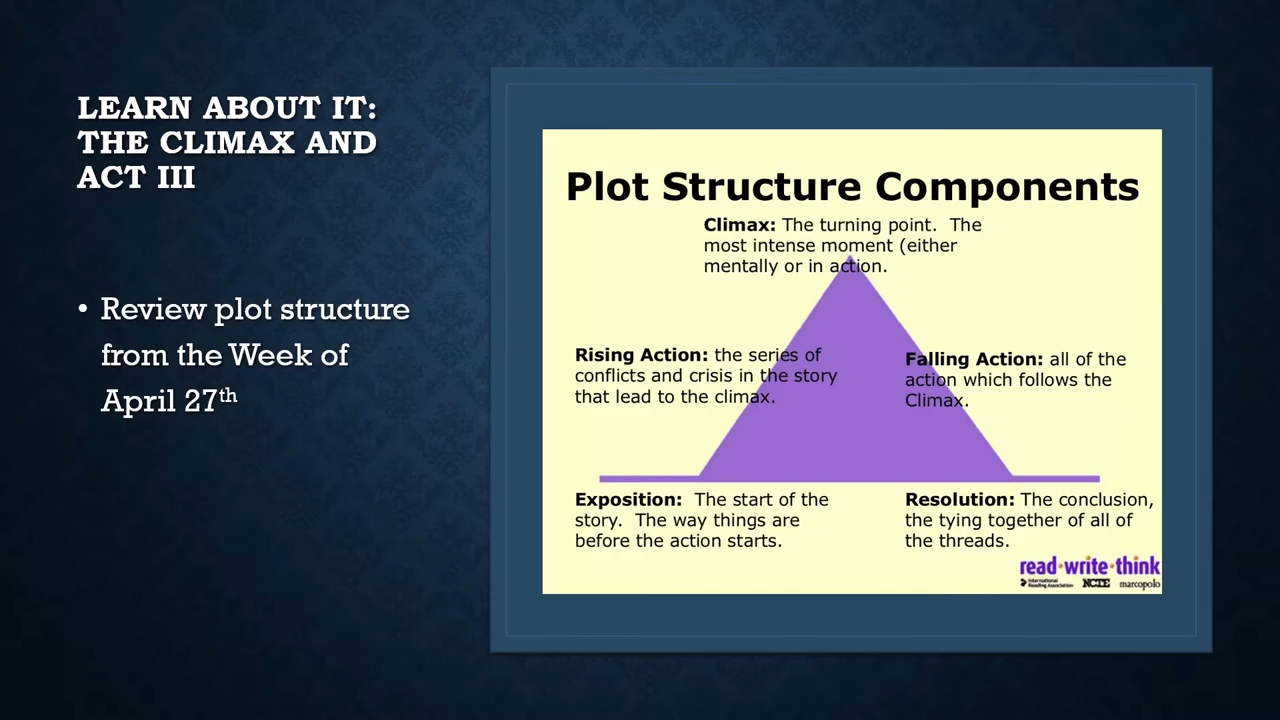 LEARN ABOUT IT:
THE CLIMAX AND
ACT III
• Review plot structure
from the Week of
April 27th
Plot Structure Components
Climax: The turning point. The
most intense moment (either
mentally or in action.
Rising Action: the series of
conflicts and crisis in the story
that lead to the climax.
Falling Action: all of the
action which follows the
Climax.
Exposition: The start of the
story. The way things are
before the action starts.
Resolution: The conclusion,
the tying together of all of
the threads.
read·write·think
International
Reading Association
NCTE
marcopolo